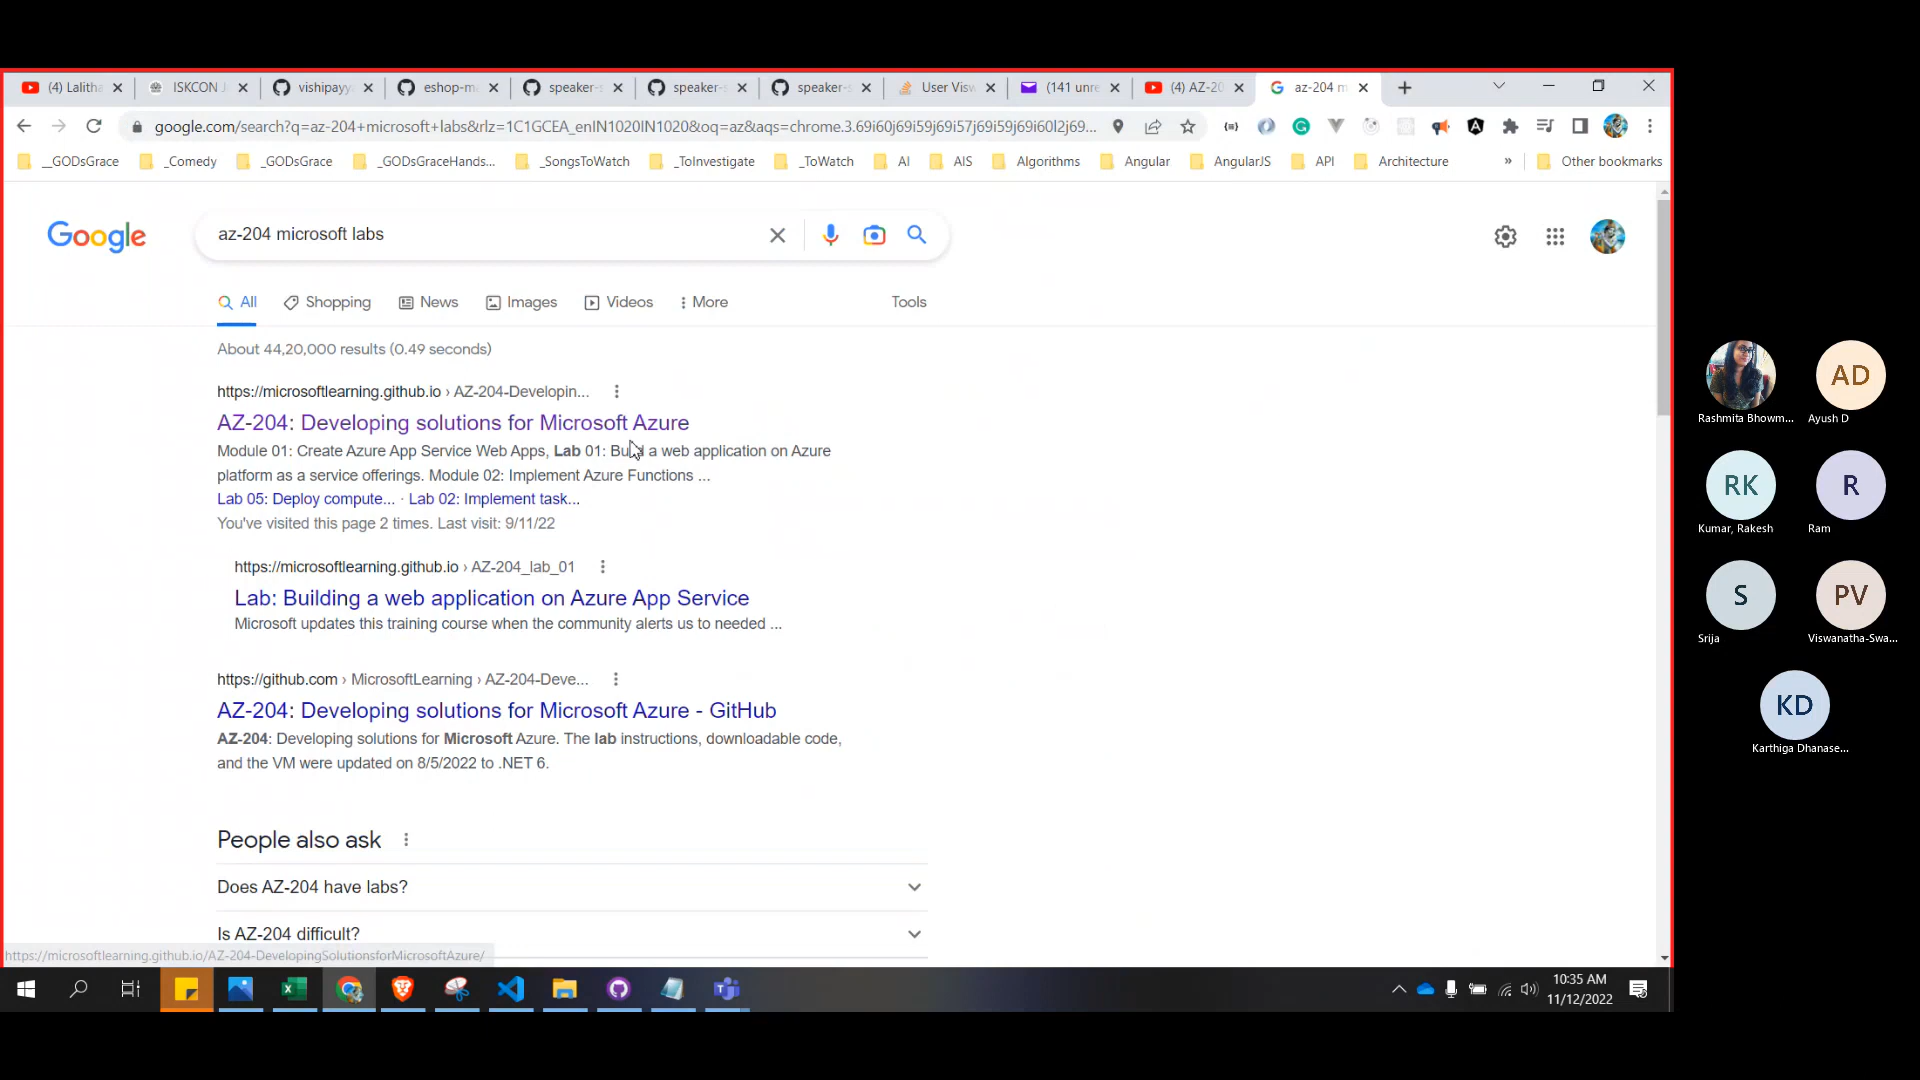 (4) Lalitha
ISKCON J
vishipayy
eshop-m
speaker-
speaker-
speaker-
User Visw
(141 unre
(4) AZ-20
az-204 m
google.com/search?q=az-204+microsoft+labs&rlz=1C1GCEA_enIN1020IN1020&oq=az&aqs=chrome.3.69i60j69i59j69i57j69i59j69i60l2j69...
__GODsGrace
_Comedy
_GODsGrace
_GODsGraceHands...
_SongsToWatch
_ToInvestigate
_ToWatch
AI
AIS
Algorithms
Angular
AngularJS
API
Architecture
»
Other bookmarks
Google
az-204 microsoft labs
All
Shopping
News
Images
Videos
More
Tools
About 44,20,000 results (0.49 seconds)
https://microsoftlearning.github.io › AZ-204-Developin...
AZ-204: Developing solutions for Microsoft Azure
Module 01: Create Azure App Service Web Apps, Lab 01: Build a web application on Azure
platform as a service offerings. Module 02: Implement Azure Functions ...
Lab 05: Deploy compute... · Lab 02: Implement task...
You've visited this page 2 times. Last visit: 9/11/22
https://microsoftlearning.github.io › AZ-204_lab_01
Lab: Building a web application on Azure App Service
Microsoft updates this training course when the community alerts us to needed ...
https://github.com › MicrosoftLearning › AZ-204-Deve...
AZ-204: Developing solutions for Microsoft Azure - GitHub
AZ-204: Developing solutions for Microsoft Azure. The lab instructions, downloadable code,
and the VM were updated on 8/5/2022 to .NET 6.
People also ask
Does AZ-204 have labs?
Is AZ-204 difficult?
https://microsoftlearning.github.io/AZ-204-DevelopingSolutionsforMicrosoftAzure/
10:35 AM
11/12/2022
Rashmita Bhowm...
AD
Ayush D
RK
Kumar, Rakesh
R
Ram
S
Srija
PV
Viswanatha-Swa...
KD
Karthiga Dhanase...